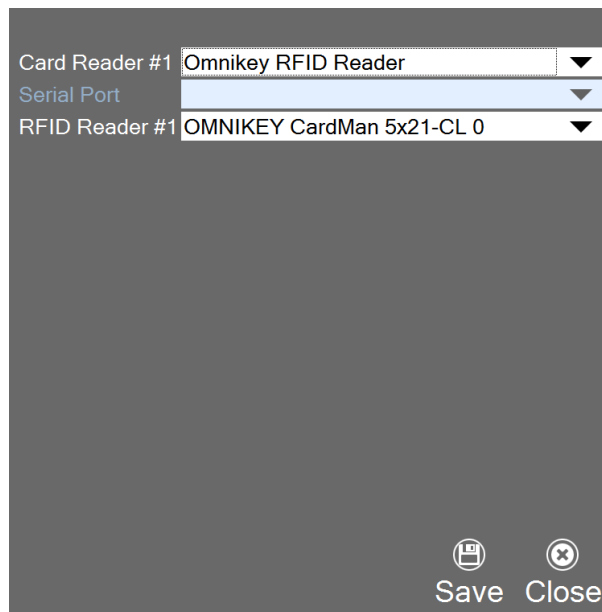 Card Reader #1 Omnikey RFID Reader
Serial Port
RFID Reader #1 OMNIKEY CardMan 5x21-CL 0
Save Close